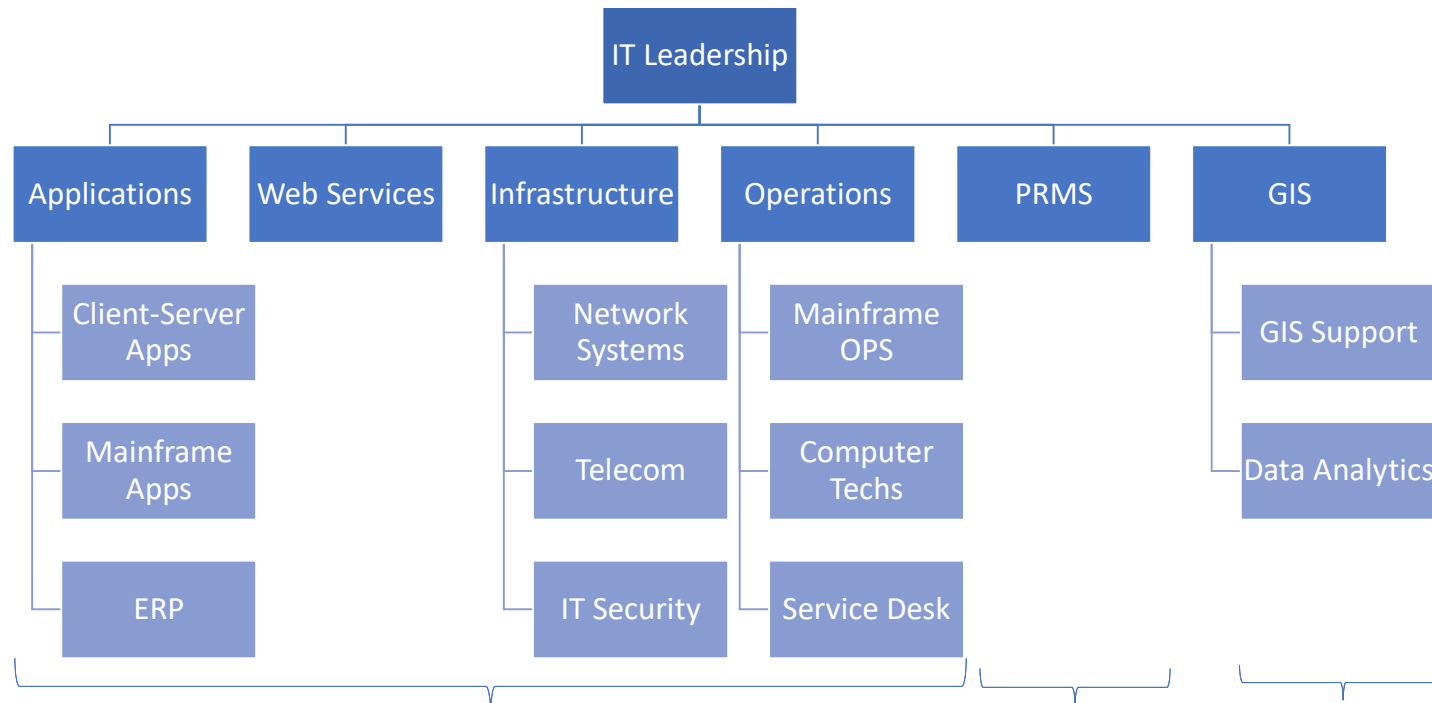 IT Leadership
Applications
Web Services
Infrastructure
Operations
PRMS
GIS
Client-Server
Apps
Network
Systems
Mainframe
OPS
GIS Support
Mainframe
Apps
Telecom
Computer
Techs
Data Analytics
ERP
IT Security
Service Desk